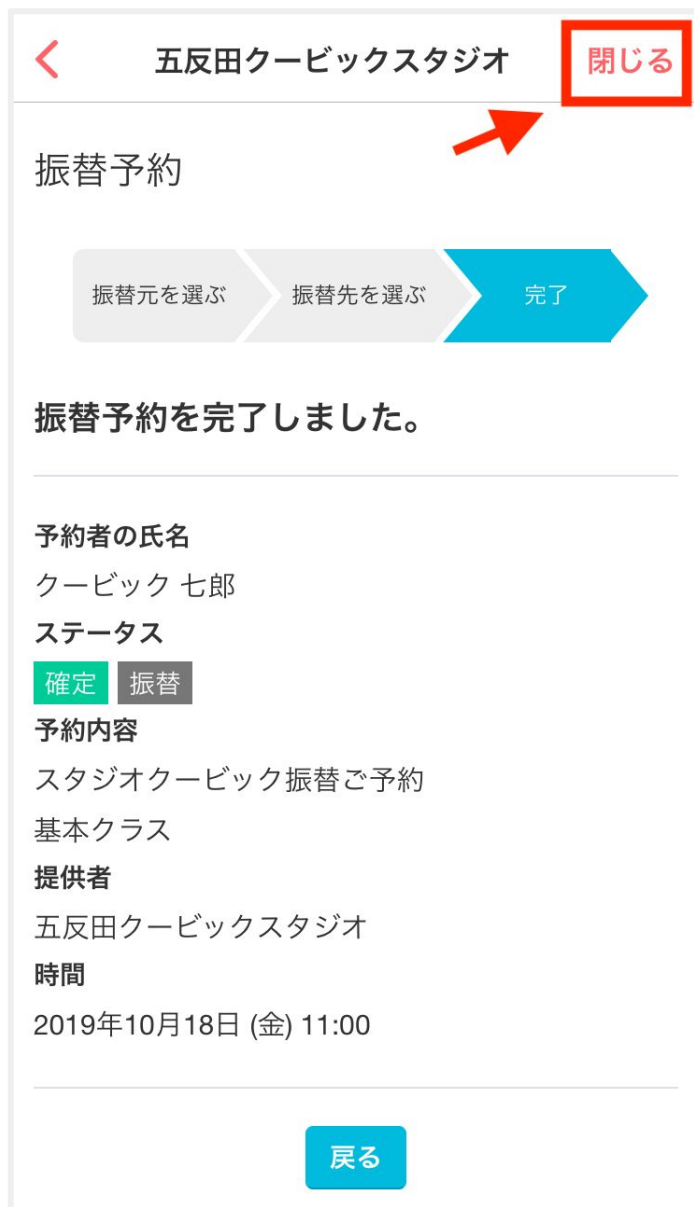 五反田クービックスタジオ 閉じる
振替予約
振替元を選ぶ 振替先を選ぶ 完了
振替予約を完了しました。
予約者の氏名
クービック 七郎
ステータス
確定 振替
予約内容
スタジオクービック振替ご予約
基本クラス
提供者
五反田クービックスタジオ
時間
2019年10月18日 (金) 11:00
戻る